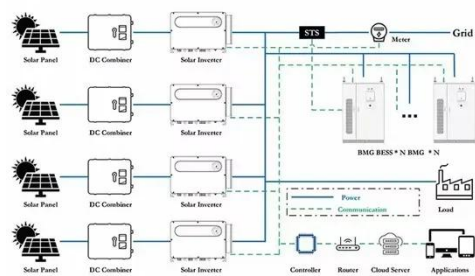 STS
Meter
Grid
Solar Panel
DC Combiner
Solar Inverter
Solar Panel
DC Combiner
Solar Inverter
BMG BESS * N BMG * N
Solar Panel
DC Combiner
Solar Inverter
Power
Communication
Load
Solar Panel
DC Combiner
Solar Inverter
Controller
Router
Cloud Server
Applications